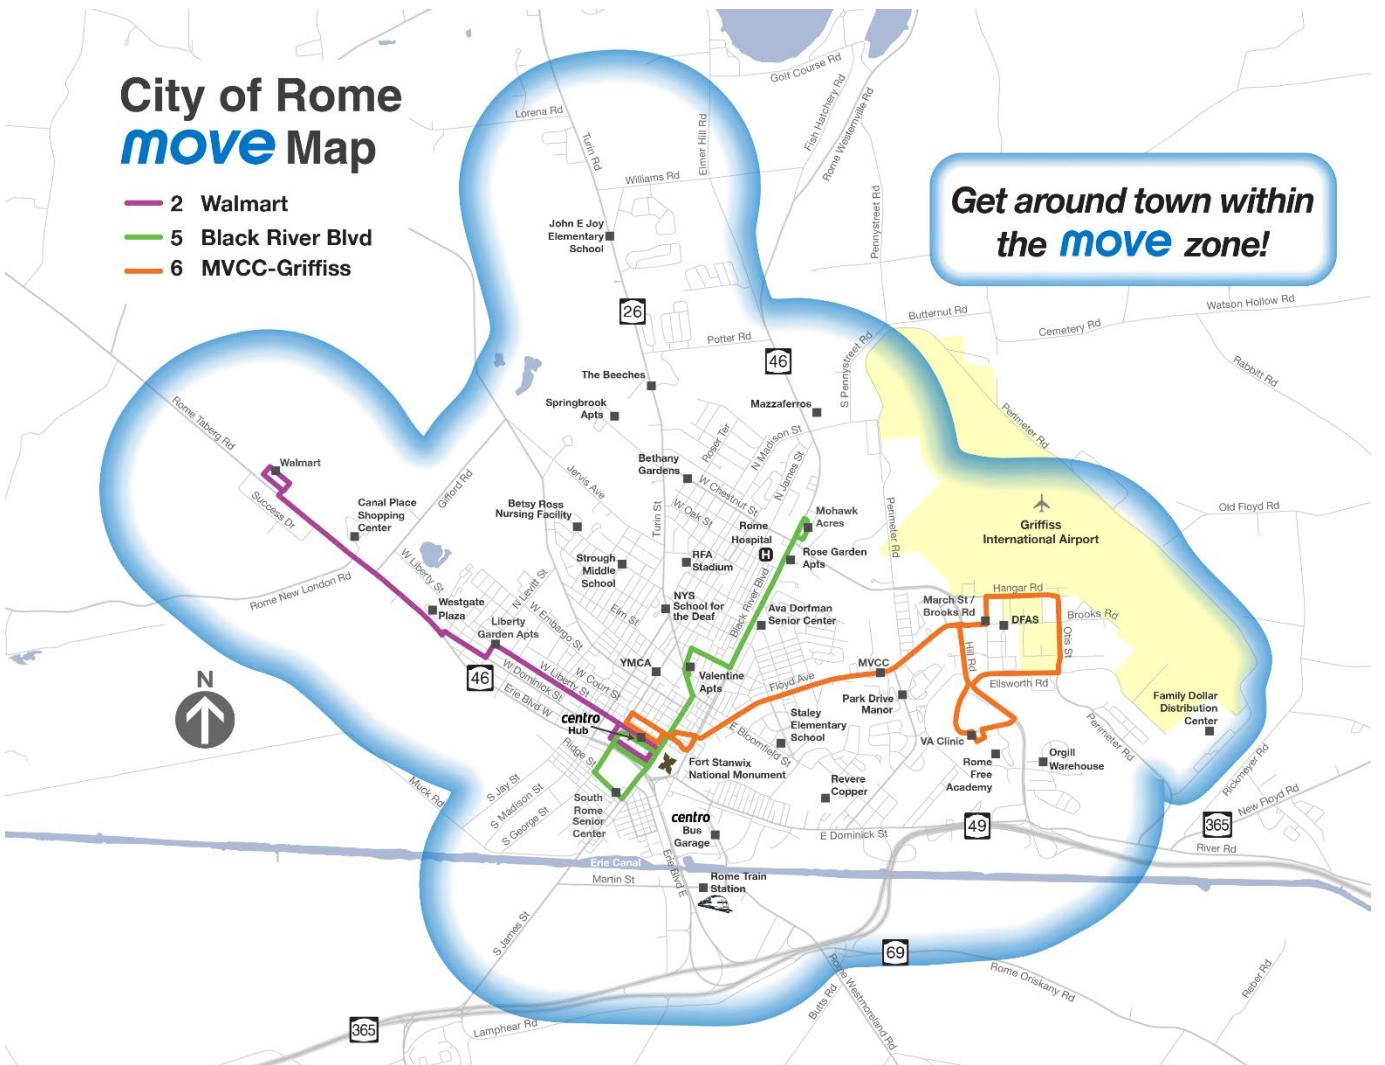 City of Rome
move Map
2 Walmart
5 Black River Blvd
6 MVCC-Griffiss
Get around town within
the move zone!
Golf Course Rd
Lorena Rd
Turin Rd
Elmer Hill Rd
Fish Hatchery Rd
Rome Westernville Rd
Williams Rd
Pennystreet Rd
John E Joy
Elementary
School
26
Potter Rd
46
S Pennystreet Rd
Butternut Rd
Cemetery Rd
Watson Hollow Rd
Rabbitt Rd
The Beeches
Springbrook
Apts
Mazzaferros
Perimeter Rd
Rome Taberg Rd
Walmart
Success Dr
Canal Place
Shopping
Center
Gifford Rd
Jervis Ave
Bethany
Gardens
Roser Ter
N Madison St
W Chestnut St
N James St
W Oak St
Turin St
Betsy Ross
Nursing Facility
Rome
Hospital
H
Mohawk
Acres
Rose Garden
Apts
Perimeter Rd
Griffiss
International Airport
Old Floyd Rd
W Liberty St
Rome New London Rd
Westgate
Plaza
N Levitt St
Strough
Middle
School
RFA
Stadium
NYS
School for
the Deaf
Elm St
Black River Blvd
Ava Dorfman
Senior Center
March St /
Brooks Rd
Hangar Rd
DFAS
Brooks Rd
Otis St
Liberty
Garden Apts
W Embargo St
46
W Dominick St
W Liberty St
W Court St
Erie Blvd W
YMCA
Valentine
Apts
Floyd Ave
MVCC
Hill Rd
Ellsworth Rd
N
Park Drive
Manor
Family Dollar
Distribution
Center
centro
Hub
Ridge St
E Bloomfield St
Staley
Elementary
School
VA Clinic
Perimeter Rd
Fort Stanwix
National Monument
Rome
Free
Academy
Orgill
Warehouse
Muck Rd
S Jay St
S Madison St
S George St
South
Rome
Senior
Center
Revere
Copper
Rickmeyer Rd
New Floyd Rd
centro
Bus
Garage
E Dominick St
49
365
River Rd
Erie Canal
Martin St
Erie Blvd E
Rome Train
Station
S James St
69
Rome Oriskany Rd
Reber Rd
Butts Rd
Rome Westmoreland Rd
365
Lamphear Rd